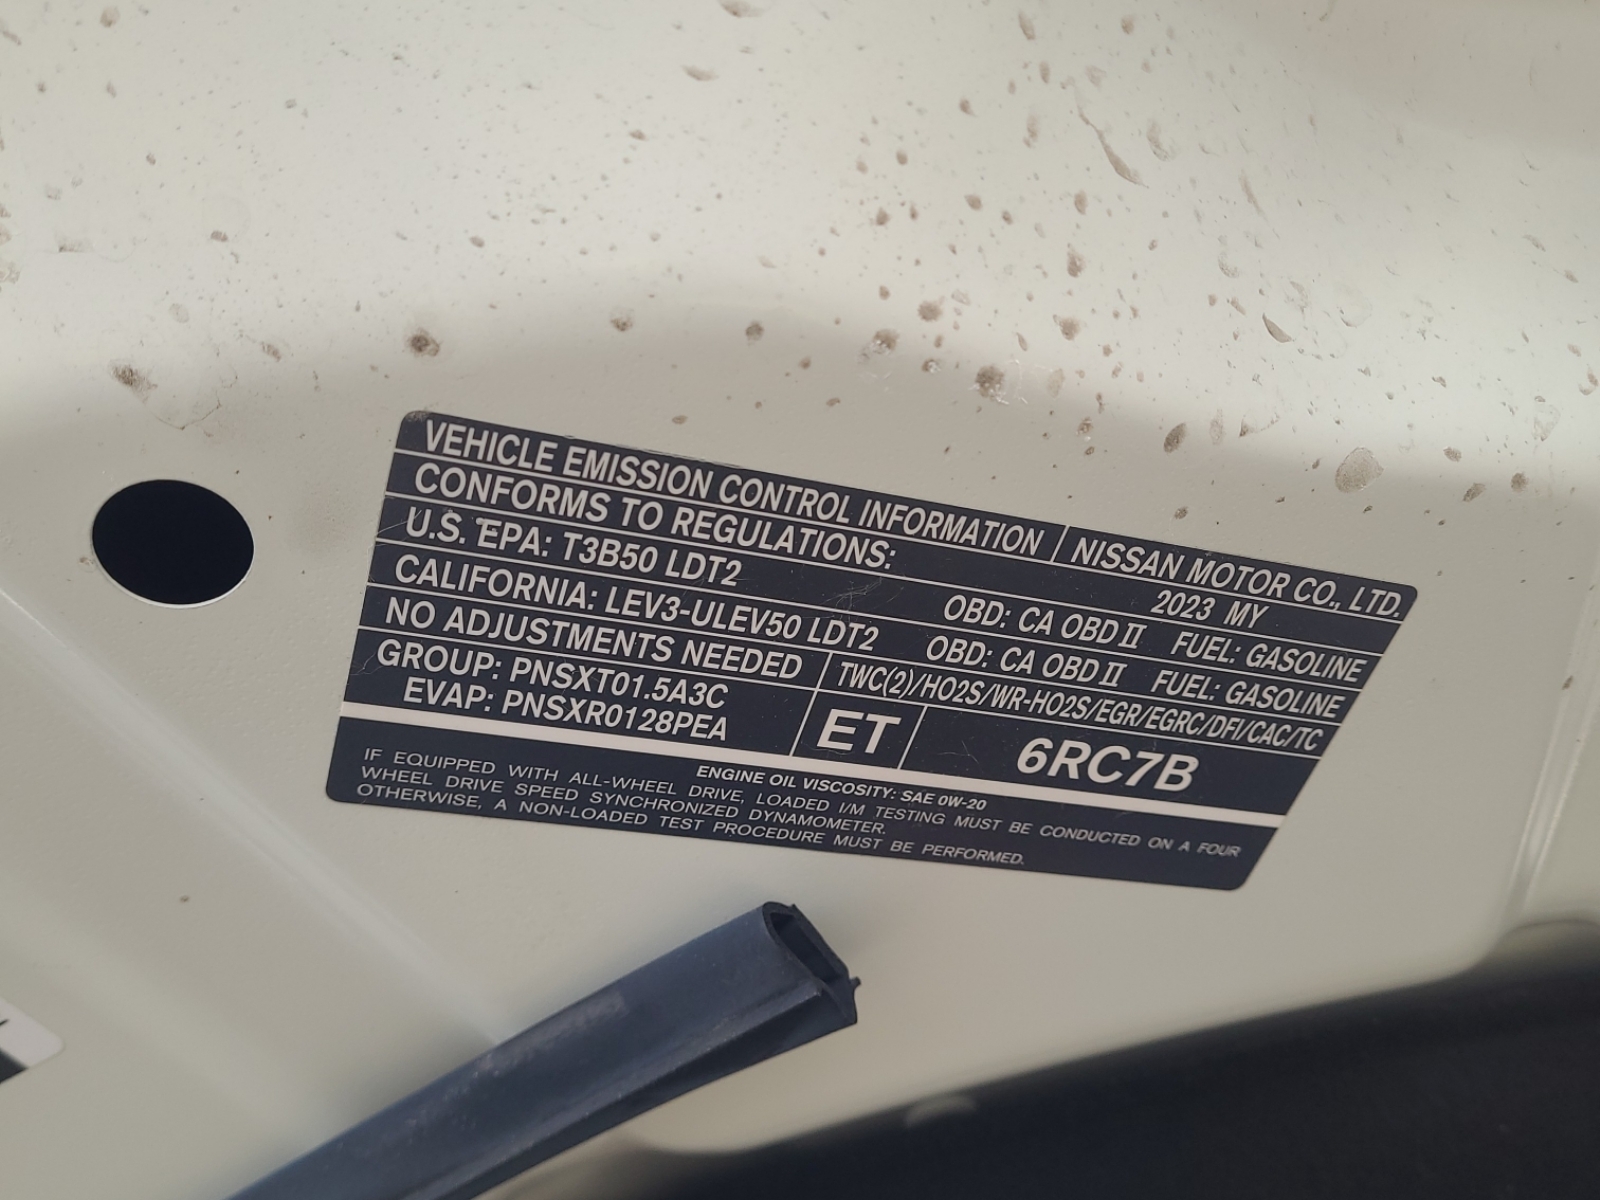 VEHICLE EMISSION CONTROL INFORMATION NISSAN MOTOR CO., LTD.
CONFORMS TO REGULATIONS: 2023 MY
U.S. EPA: T3B50 LDT2 OBD: CA OBD II FUEL: GASOLINE
CALIFORNIA: LEV3-ULEV50 LDT2 OBD: CA OBD II FUEL: GASOLINE
NO ADJUSTMENTS NEEDED TWC(2)/HO2S/WR-HO2S/EGR/EGRC/DFI/CAC/TC
GROUP: PNSXT01.5A3C
EVAP: PNSXR0128PEA
ET 6RC7B
ENGINE OIL VISCOSITY: SAE 0W-20
IF EQUIPPED WITH ALL-WHEEL DRIVE, LOADED I/M TESTING MUST BE CONDUCTED ON A FOUR
WHEEL DRIVE SPEED SYNCHRONIZED DYNAMOMETER.
OTHERWISE, A NON-LOADED TEST PROCEDURE MUST BE PERFORMED.